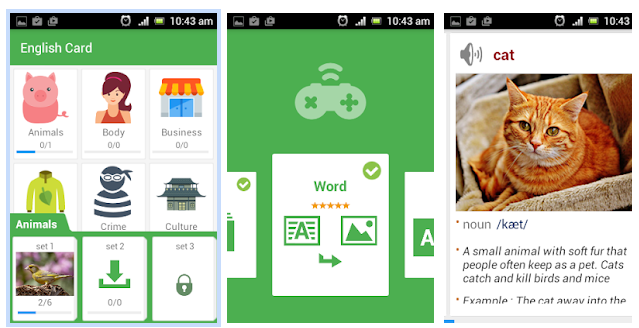 10:43 am
English Card
Animals
0/1
Body
0/0
Business
0/0
Crime
Culture
Animals
set 1
2/6
set 2
0/0
set 3
10:43 am
Word
A
A
10:43 am
cat
noun /kæt/
A small animal with soft fur that
people often keep as a pet. Cats
catch and kill birds and mice
Example : The cat away into the